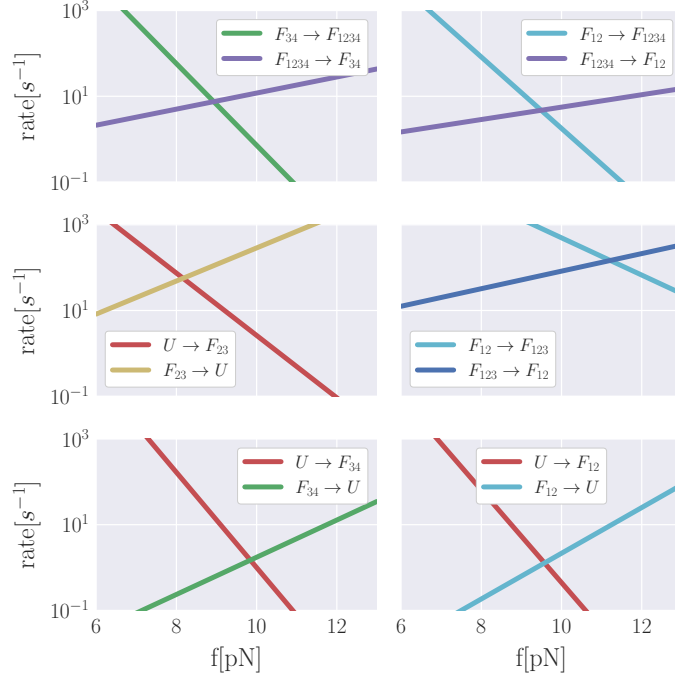 10³
10¹
10⁻¹
rate[s⁻¹]
F₃₄ → F₁₂₃₄
F₁₂₃₄ → F₃₄
F₁₂ → F₁₂₃₄
F₁₂₃₄ → F₁₂
10³
10¹
10⁻¹
rate[s⁻¹]
U → F₂₃
F₂₃ → U
F₁₂ → F₁₂₃
F₁₂₃ → F₁₂
10³
10¹
10⁻¹
rate[s⁻¹]
U → F₃₄
F₃₄ → U
U → F₁₂
F₁₂ → U
6 8 10 12
6 8 10 12
f[pN]
f[pN]